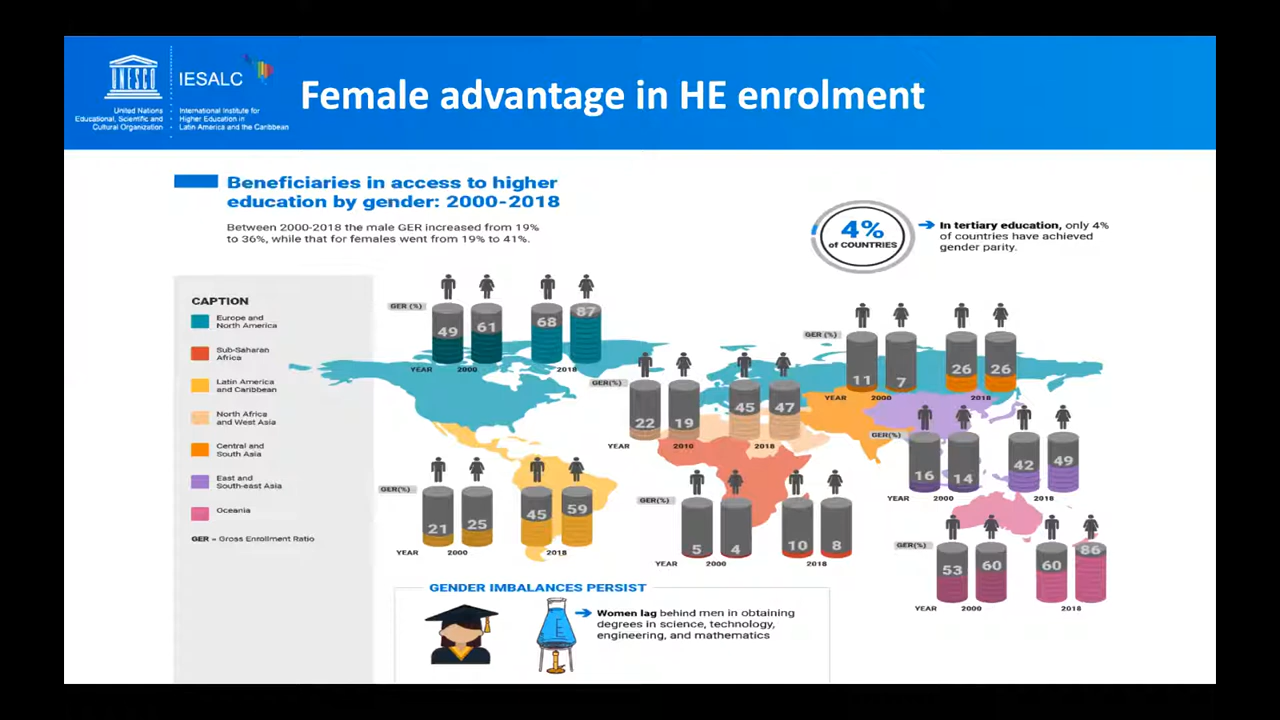 UNESCO
IESALC
United Nations
Educational, Scientific and
Cultural Organization
International Institute for
Higher Education in
Latin America and the Caribbean
Female advantage in HE enrolment
Beneficiaries in access to higher
education by gender: 2000-2018
Between 2000-2018 the male GER increased from 19%
to 36%, while that for females went from 19% to 41%.
4%
of COUNTRIES
In tertiary education, only 4%
of countries have achieved
gender parity.
CAPTION
Europe and
North America
Sub-Saharan
Africa
Latin America
and Caribbean
North Africa
and West Asia
Central and
South Asia
East and
South-east Asia
Oceania
GER = Gross Enrollment Ratio
GER (%)
49 61 68 87
YEAR 2000 2018
GER (%)
11 7 26 26
YEAR 2000 2018
GER(%)
22 19 45 47
YEAR 2010 2018
GER(%)
16 14 42 49
YEAR 2000 2018
GER(%)
21 25 45 59
YEAR 2000 2018
GER(%)
5 4 10 8
YEAR 2000 2018
GER(%)
53 60 60 86
YEAR 2000 2018
GENDER IMBALANCES PERSIST
Women lag behind men in obtaining
degrees in science, technology,
engineering, and mathematics